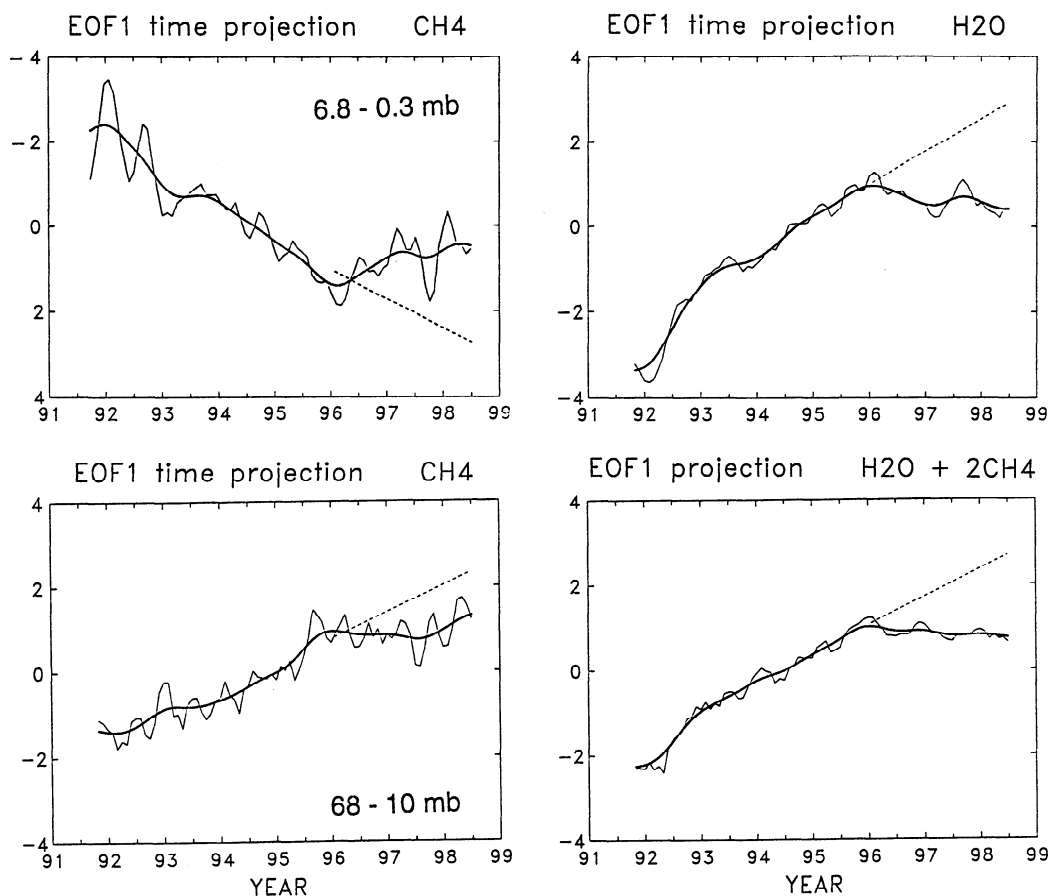 EOF1 time projection CH4
6.8 - 0.3 mb
-4
-2
0
2
4
91 92 93 94 95 96 97 98 99
EOF1 time projection H2O
4
2
0
-2
-4
91 92 93 94 95 96 97 98 99
EOF1 time projection CH4
68 - 10 mb
4
2
0
-2
-4
91 92 93 94 95 96 97 98 99
YEAR
EOF1 projection H2O + 2CH4
4
2
0
-2
-4
91 92 93 94 95 96 97 98 99
YEAR